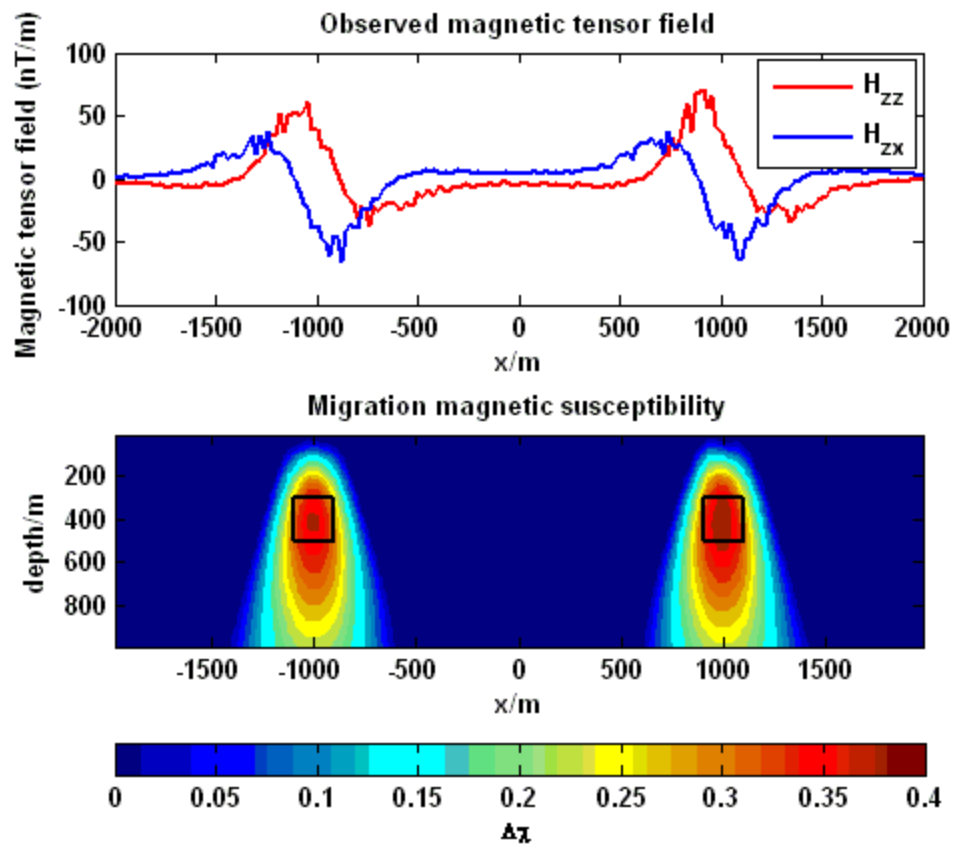 Observed magnetic tensor field
Magnetic tensor field (nT/m)
100
50
0
-50
-100
H_zz
H_zx
-2000 -1500 -1000 -500 0 500 1000 1500 2000
x/m
Migration magnetic susceptibility
depth/m
200
400
600
800
-1500 -1000 -500 0 500 1000 1500
x/m
0 0.05 0.1 0.15 0.2 0.25 0.3 0.35 0.4
Δχ